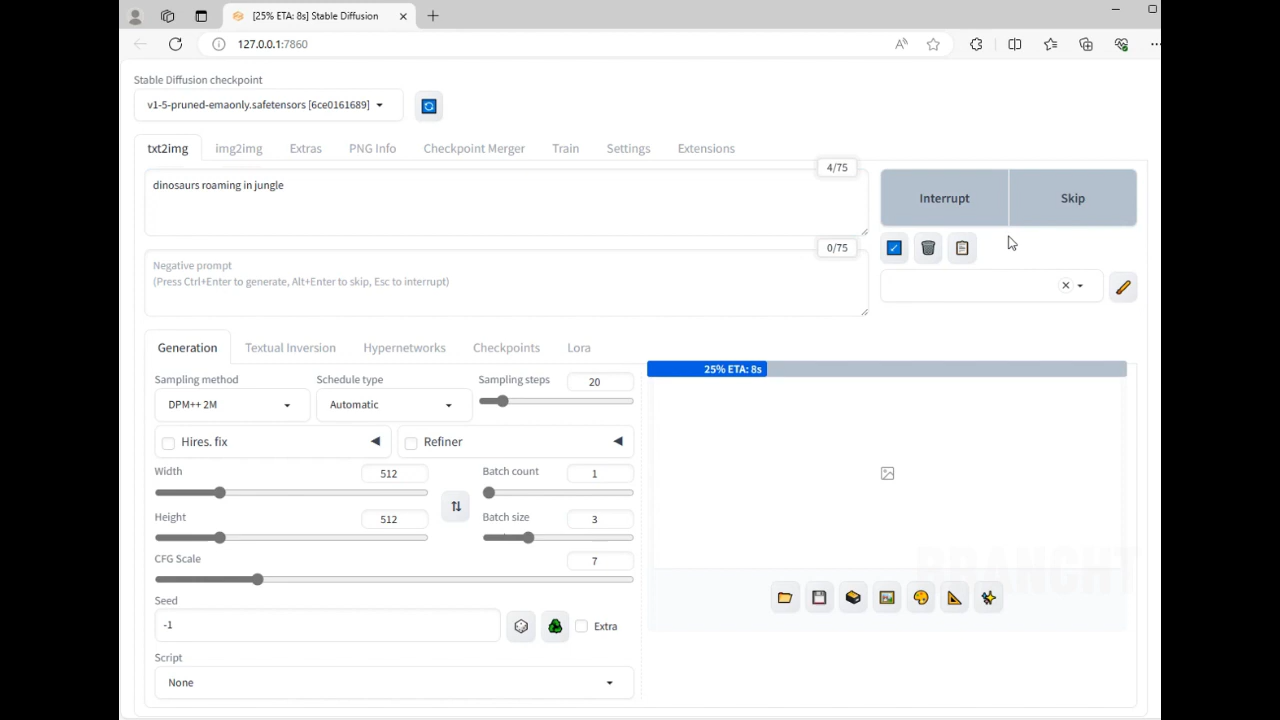 [25% ETA: 8s] Stable Diffusion
127.0.0.1:7860
Stable Diffusion checkpoint
v1-5-pruned-emaonly.safetensors [6ce0161689]
txt2img img2img Extras PNG Info Checkpoint Merger Train Settings Extensions
4/75
dinosaurs roaming in jungle
Interrupt Skip
0/75
Negative prompt
(Press Ctrl+Enter to generate, Alt+Enter to skip, Esc to interrupt)
Generation Textual Inversion Hypernetworks Checkpoints Lora
25% ETA: 8s
Sampling method Schedule type Sampling steps 20
DPM++ 2M Automatic
Hires. fix Refiner
Width 512 Batch count 1
Height 512 Batch size 3
CFG Scale 7
BRANCHT
Seed
-1 Extra
Script
None